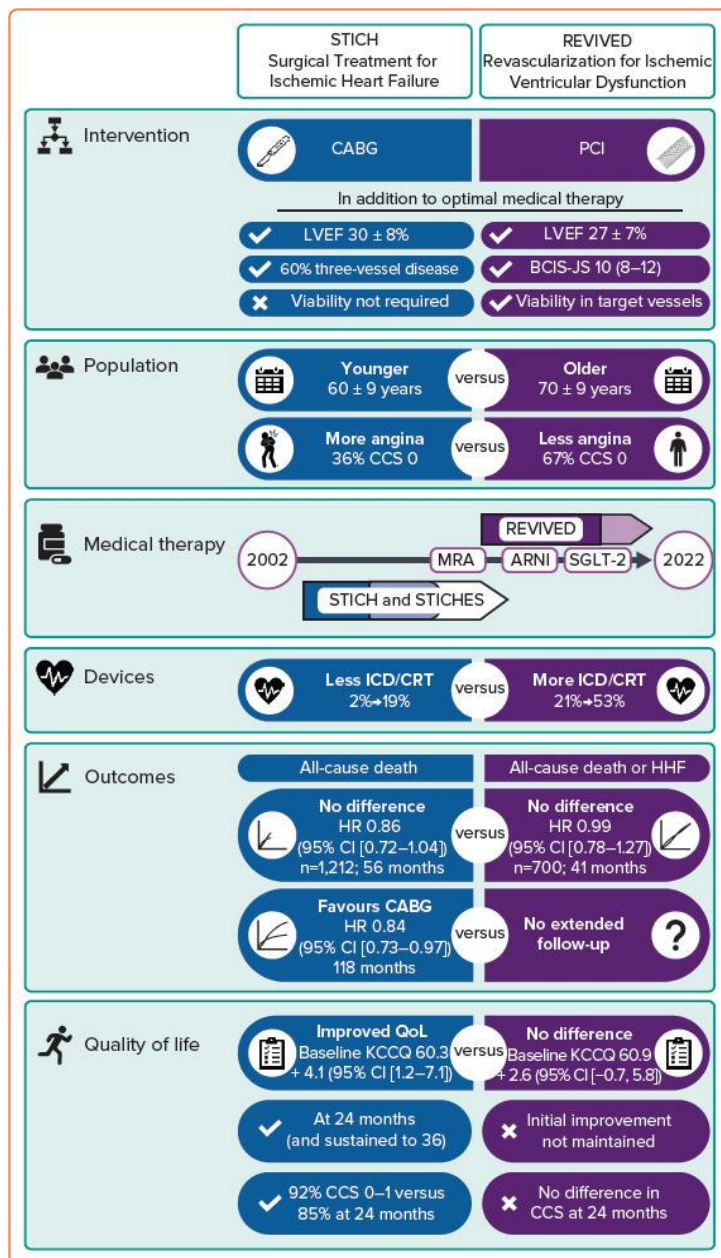 STICH
Surgical Treatment for
Ischemic Heart Failure
REVIVED
Revascularization for Ischemic
Ventricular Dysfunction
Intervention
CABG
PCI
In addition to optimal medical therapy
LVEF 30 ± 8%
LVEF 27 ± 7%
60% three-vessel disease
BCIS-JS 10 (8–12)
Viability not required
Viability in target vessels
Population
Younger
60 ± 9 years
versus
Older
70 ± 9 years
More angina
36% CCS 0
versus
Less angina
67% CCS 0
Medical therapy
REVIVED
2002
MRA
ARNI
SGLT-2
2022
STICH and STICHES
Devices
Less ICD/CRT
2%➔19%
versus
More ICD/CRT
21%➔53%
Outcomes
All-cause death
All-cause death or HHF
No difference
HR 0.86
(95% CI [0.72–1.04])
n=1,212; 56 months
versus
No difference
HR 0.99
(95% CI [0.78–1.27])
n=700; 41 months
Favours CABG
HR 0.84
(95% CI [0.73–0.97])
118 months
versus
No extended
follow-up
?
Quality of life
Improved QoL
Baseline KCCQ 60.3
+ 4.1 (95% CI [1.2–7.1])
versus
No difference
Baseline KCCQ 60.9
+ 2.6 (95% CI [−0.7, 5.8])
At 24 months
(and sustained to 36)
Initial improvement
not maintained
92% CCS 0–1 versus
85% at 24 months
No difference in
CCS at 24 months